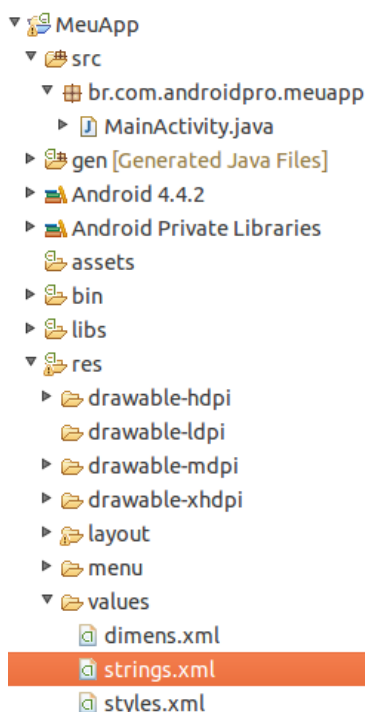 MeuApp
src
br.com.androidpro.meuapp
MainActivity.java
gen [Generated Java Files]
Android 4.4.2
Android Private Libraries
assets
bin
libs
res
drawable-hdpi
drawable-ldpi
drawable-mdpi
drawable-xhdpi
layout
menu
values
dimens.xml
strings.xml
styles.xml